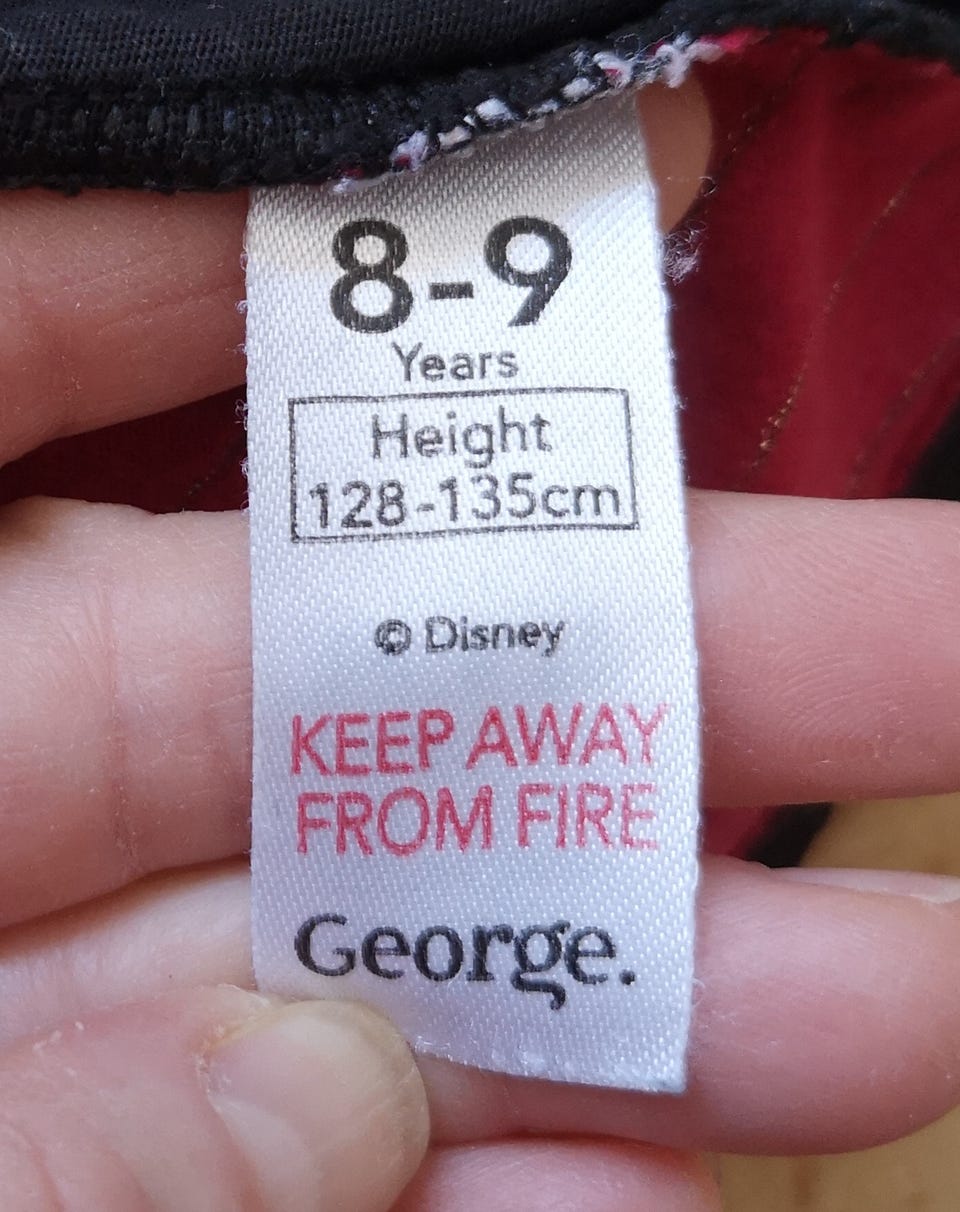 8-9
Years
Height
128-135cm
© Disney
KEEP AWAY
FROM FIRE
George.